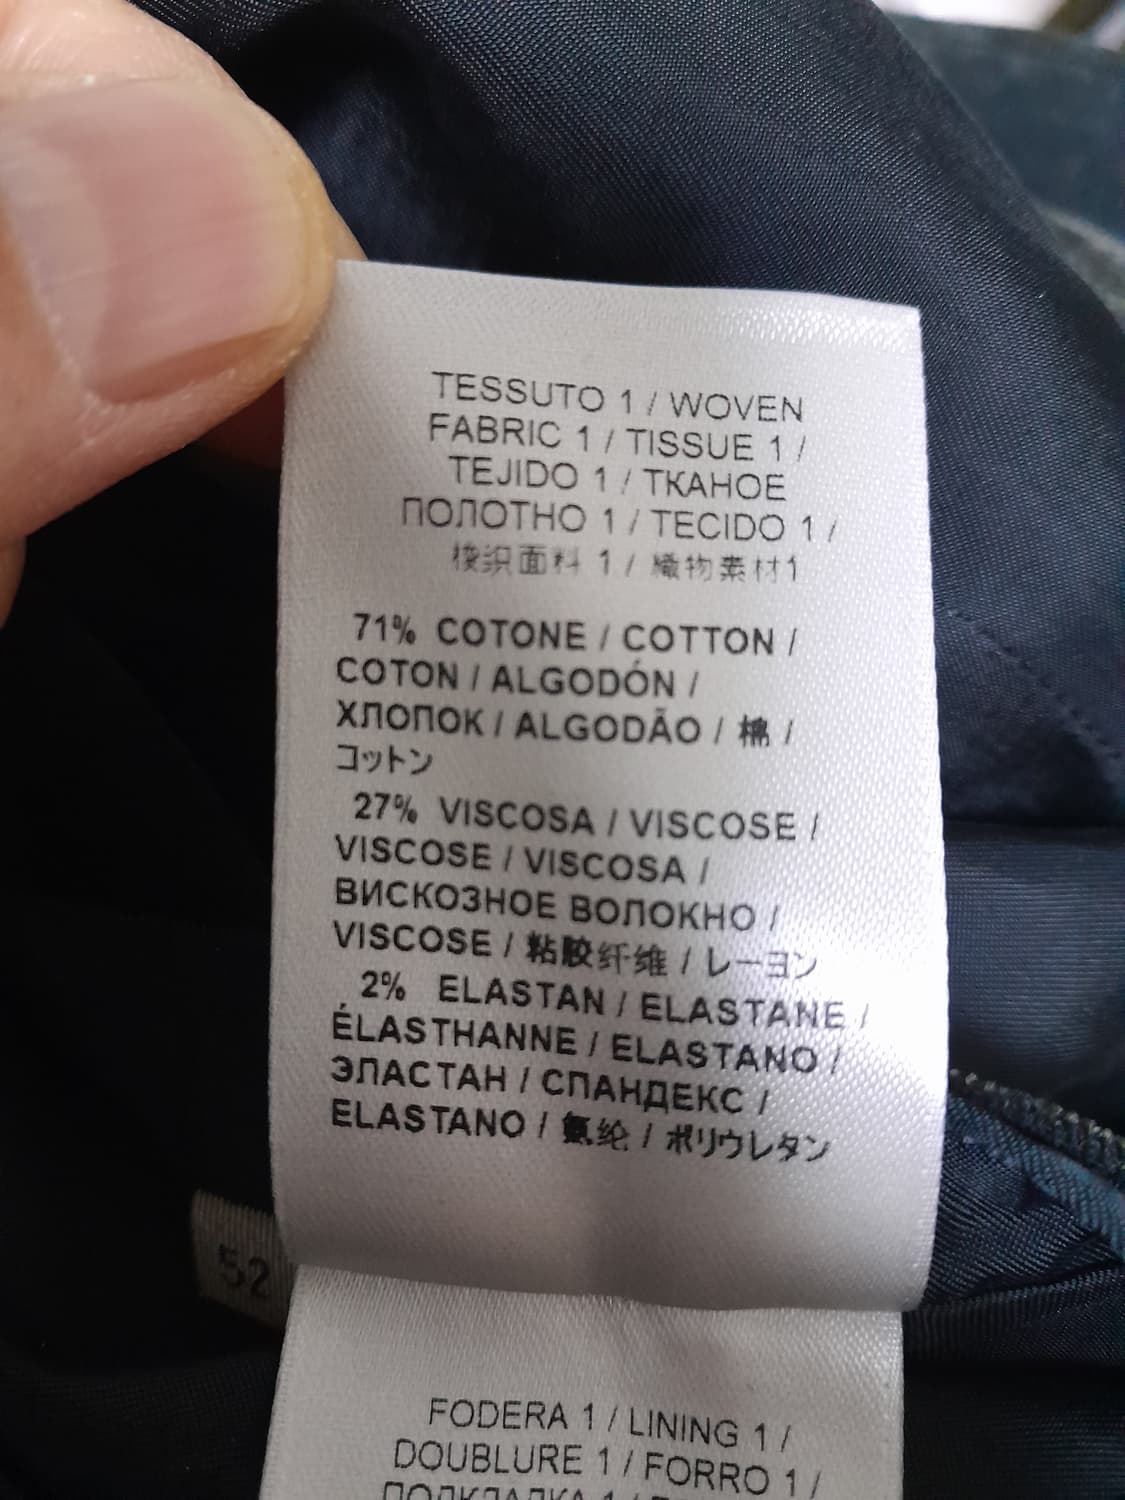 TESSUTO 1 / WOVEN
FABRIC 1 / TISSUE 1 /
TEJIDO 1 / ТКАНОЕ
ПОЛОТНО 1 / TECIDO 1 /
梭织面料 1 / 織物素材1
71% COTONE / COTTON /
COTON / ALGODÓN /
ХЛОПОК / ALGODÃO / 棉 /
コットン
27% VISCOSA / VISCOSE /
VISCOSE / VISCOSA /
ВИСКОЗНОЕ ВОЛОКНО /
VISCOSE / 粘胶纤维 / レーヨン
2% ELASTAN / ELASTANE /
ÉLASTHANNE / ELASTANO /
ЭЛАСТАН / СПАНДЕКС /
ELASTANO / 氨纶 / ポリウレタン
52
FODERA 1 / LINING 1 /
DOUBLURE 1 / FORRO 1 /
ПОДКЛАДКА 1 /